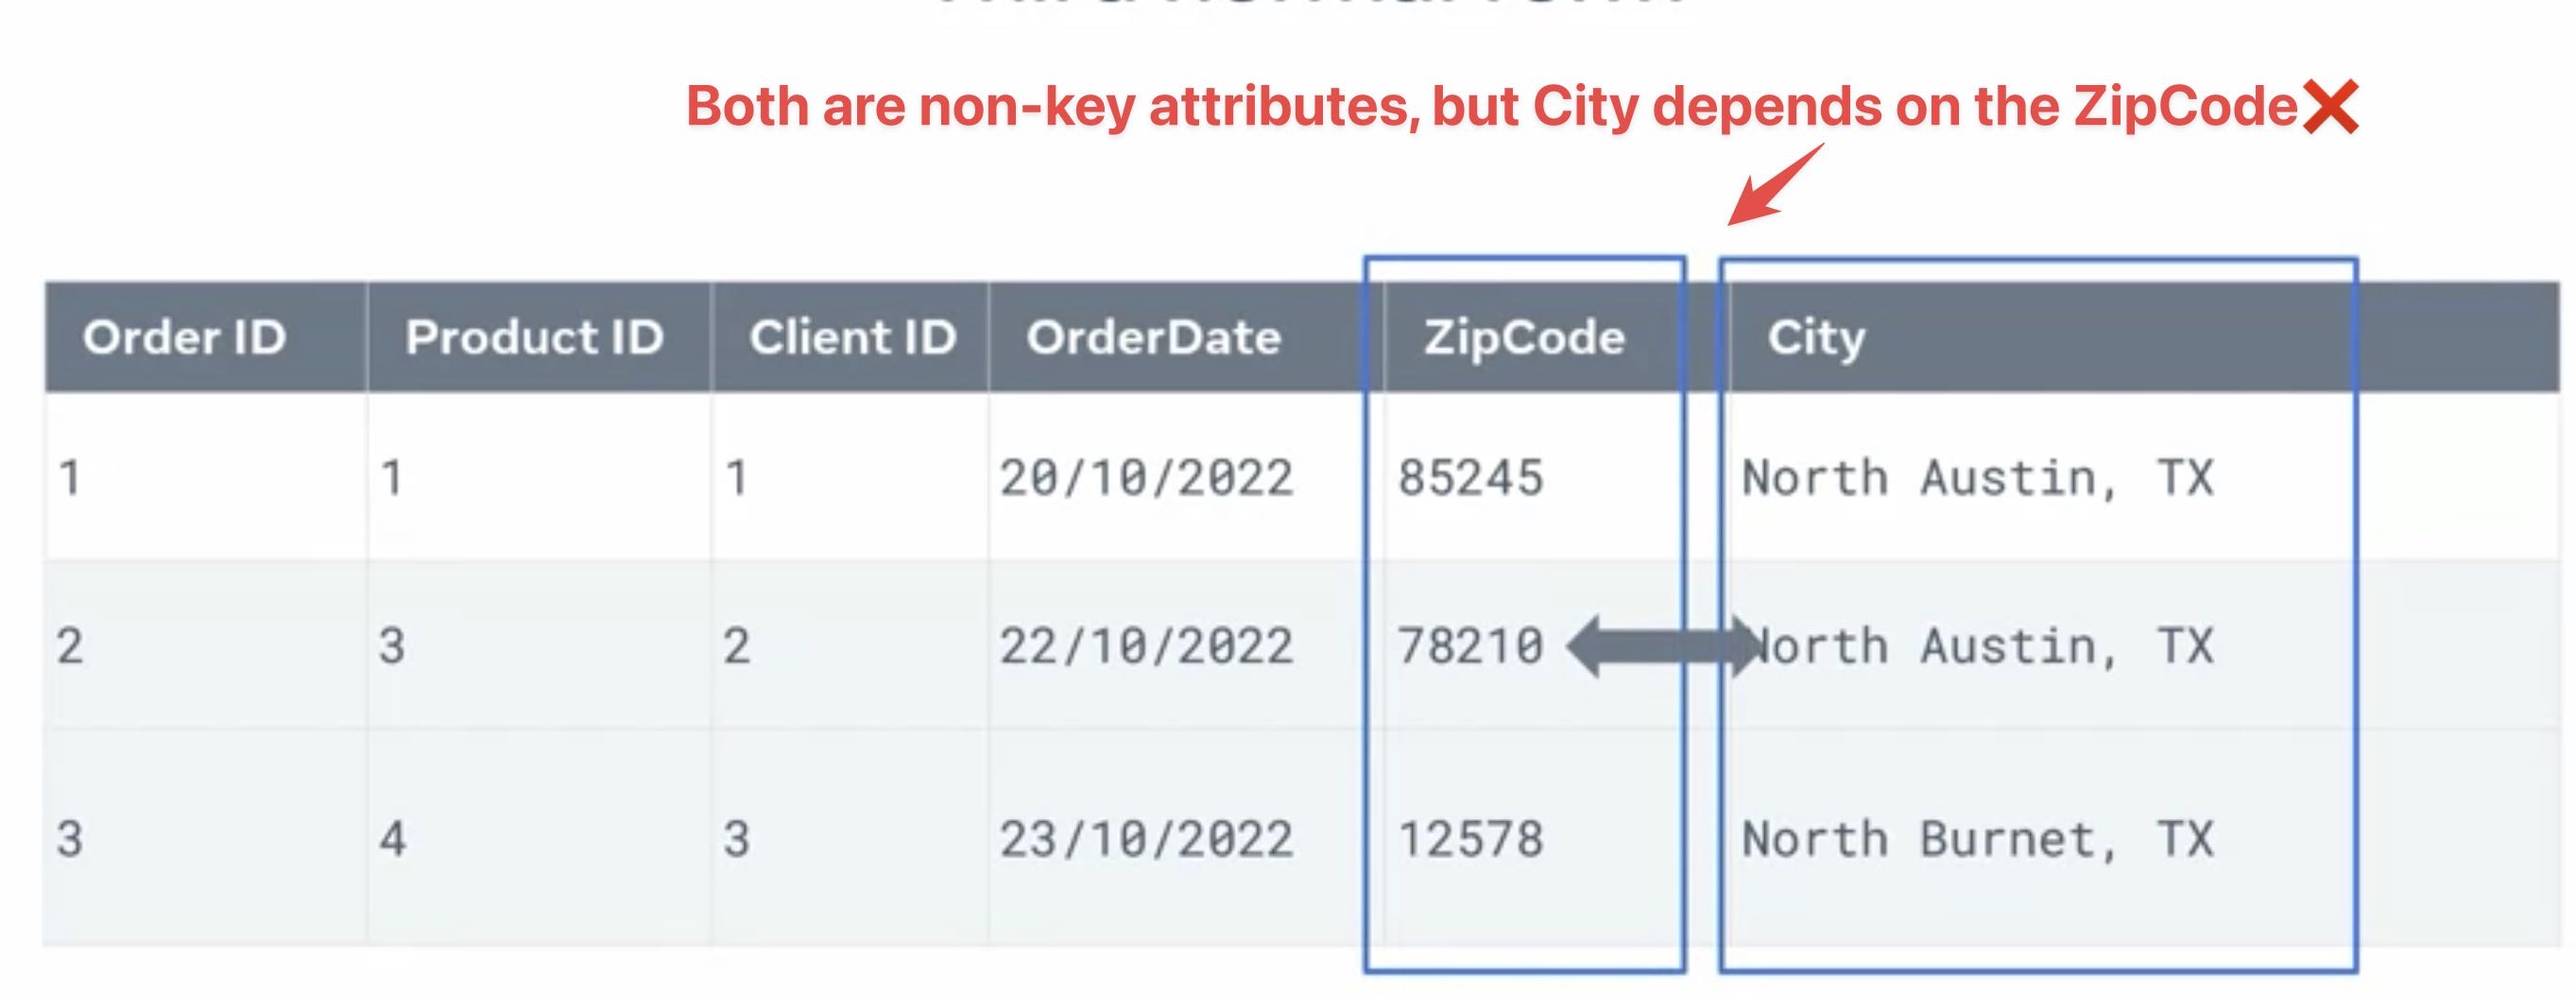 Both are non-key attributes, but City depends on the ZipCode❌
Order ID Product ID Client ID OrderDate ZipCode City
1 1 1 20/10/2022 85245 North Austin, TX
2 3 2 22/10/2022 78210 North Austin, TX
3 4 3 23/10/2022 12578 North Burnet, TX